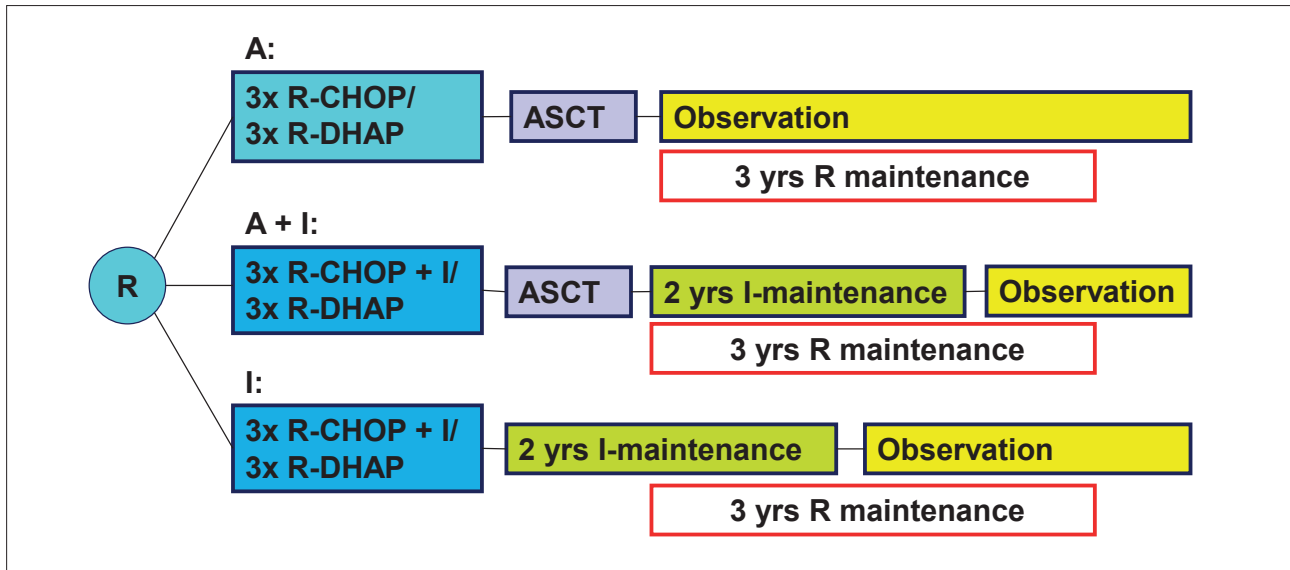 A:
3x R-CHOP/
3x R-DHAP
ASCT
Observation
3 yrs R maintenance
R
A + I:
3x R-CHOP + I/
3x R-DHAP
ASCT
2 yrs I-maintenance
Observation
3 yrs R maintenance
I:
3x R-CHOP + I/
3x R-DHAP
2 yrs I-maintenance
Observation
3 yrs R maintenance